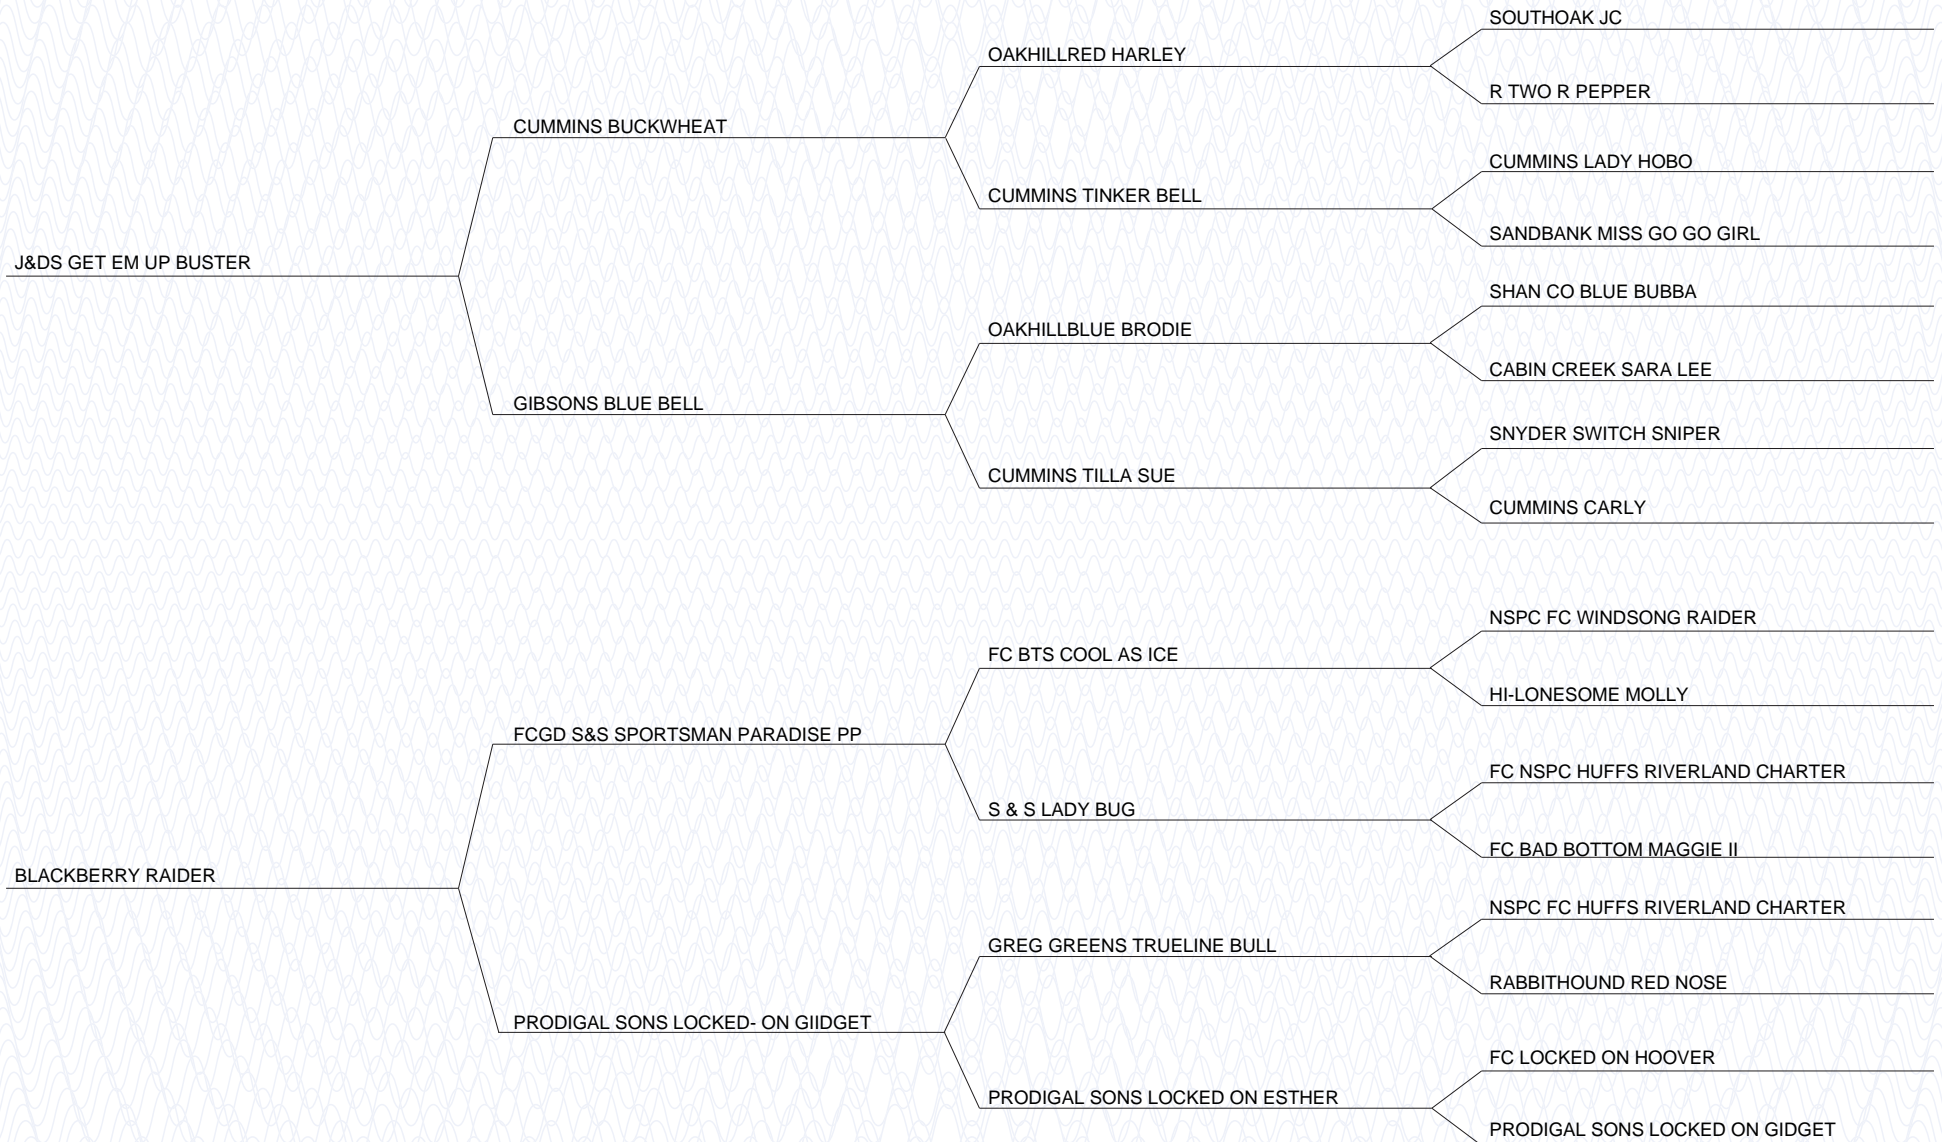 SOUTHOAK JC
OAKHILLRED HARLEY
R TWO R PEPPER
CUMMINS BUCKWHEAT
CUMMINS LADY HOBO
CUMMINS TINKER BELL
SANDBANK MISS GO GO GIRL
J&DS GET EM UP BUSTER
SHAN CO BLUE BUBBA
OAKHILLBLUE BRODIE
CABIN CREEK SARA LEE
GIBSONS BLUE BELL
SNYDER SWITCH SNIPER
CUMMINS TILLA SUE
CUMMINS CARLY
NSPC FC WINDSONG RAIDER
FC BTS COOL AS ICE
HI-LONESOME MOLLY
FCGD S&S SPORTSMAN PARADISE PP
FC NSPC HUFFS RIVERLAND CHARTER
S & S LADY BUG
FC BAD BOTTOM MAGGIE II
BLACKBERRY RAIDER
NSPC FC HUFFS RIVERLAND CHARTER
GREG GREENS TRUELINE BULL
RABBITHOUND RED NOSE
PRODIGAL SONS LOCKED- ON GIIDGET
FC LOCKED ON HOOVER
PRODIGAL SONS LOCKED ON ESTHER
PRODIGAL SONS LOCKED ON GIDGET